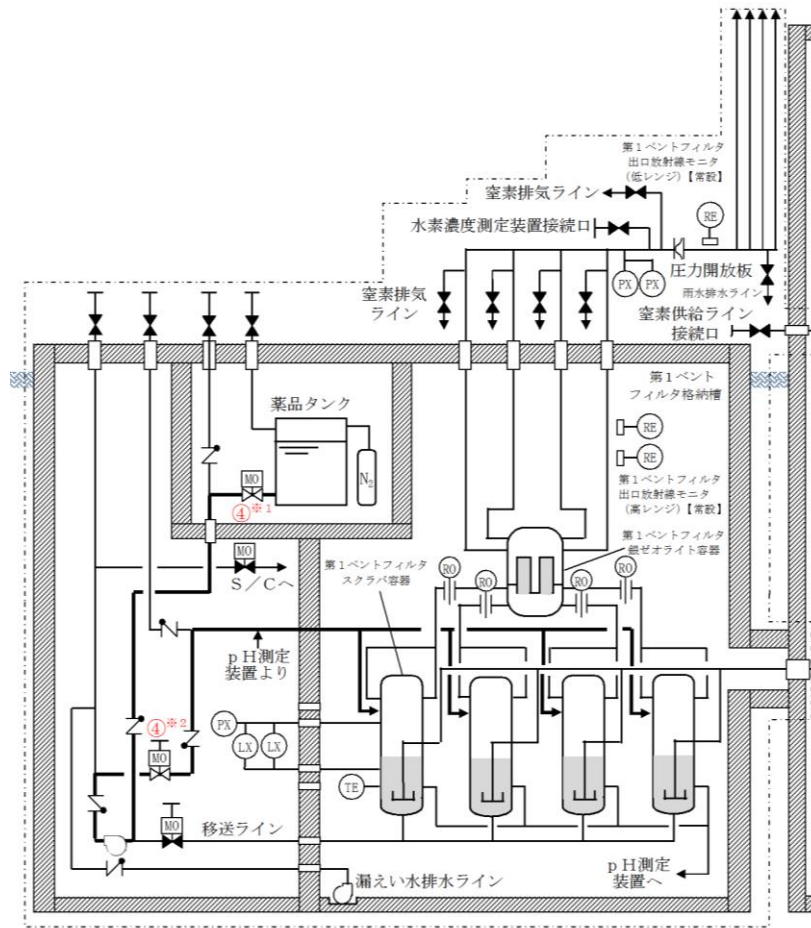 第1ベントフィルタ
出口放射線モニタ
(低レンジ)【常設】
窒素排気ライン
RE
水素濃度測定装置接続口
圧力開放板
PX
PX
雨水排水ライン
窒素排気
ライン
窒素供給ライン
接続口
第1ベント
フィルタ格納槽
薬品タンク
RE
RE
N2
MO
④※1
第1ベントフィルタ
出口放射線モニタ
(高レンジ)【常設】
MO
S/Cへ
第1ベントフィルタ
スクラバ容器
第1ベントフィルタ
銀ゼオライト容器
RO
RO
RO
RO
pH測定
装置より
④※2
PX
LX
LX
MO
TE
MO
移送ライン
漏えい水排水ライン
pH測定
装置へ